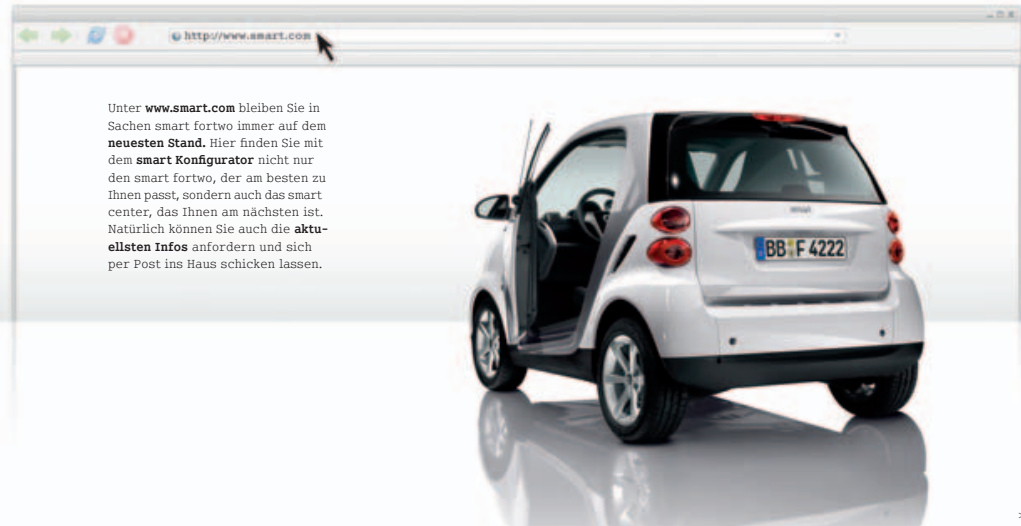 http://www.smart.com
Unter www.smart.com bleiben Sie in
Sachen smart fortwo immer auf dem
neuesten Stand. Hier finden Sie mit
dem smart Konfigurator nicht nur
den smart fortwo, der am besten zu
Ihnen passt, sondern auch das smart
center, das Ihnen am nächsten ist.
Natürlich können Sie auch die aktu-
ellsten Infos anfordern und sich
per Post ins Haus schicken lassen.
BB F 4222